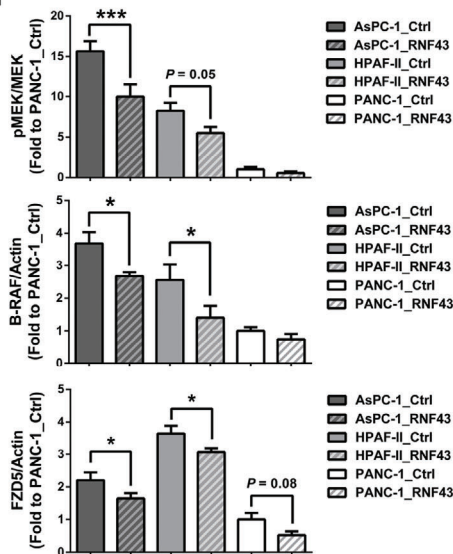 pMEK/MEK
(Fold to PANC-1_Ctrl)
20
15
10
5
0
***
P = 0.05
AsPC-1_Ctrl
AsPC-1_RNF43
HPAF-II_Ctrl
HPAF-II_RNF43
PANC-1_Ctrl
PANC-1_RNF43
B-RAF/Actin
(Fold to PANC-1_Ctrl)
5
4
3
2
1
0
*
*
AsPC-1_Ctrl
AsPC-1_RNF43
HPAF-II_Ctrl
HPAF-II_RNF43
PANC-1_Ctrl
PANC-1_RNF43
FZD5/Actin
(Fold to PANC-1_Ctrl)
5
4
3
2
1
*
*
P = 0.08
AsPC-1_Ctrl
AsPC-1_RNF43
HPAF-II_Ctrl
HPAF-II_RNF43
PANC-1_Ctrl
PANC-1_RNF43